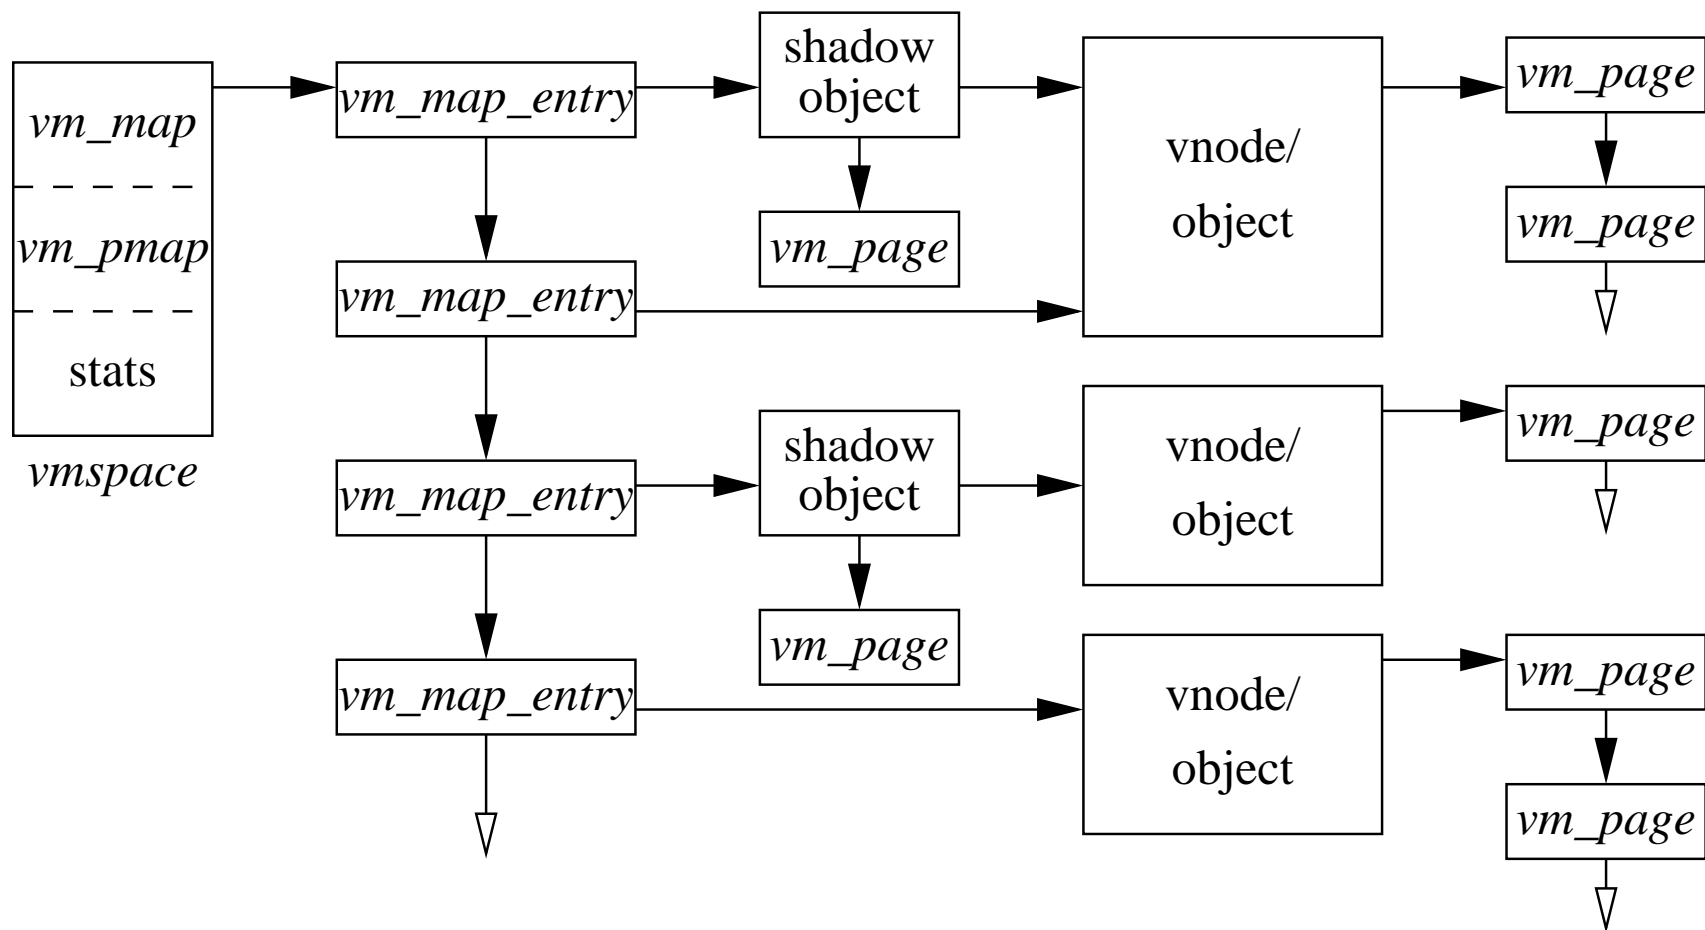 vm_map
vm_pmap
stats
vmspace
vm_map_entry
vm_map_entry
vm_map_entry
vm_map_entry
shadow
object
vm_page
shadow
object
vm_page
vnode/
object
vnode/
object
vnode/
object
vm_page
vm_page
vm_page
vm_page
vm_page